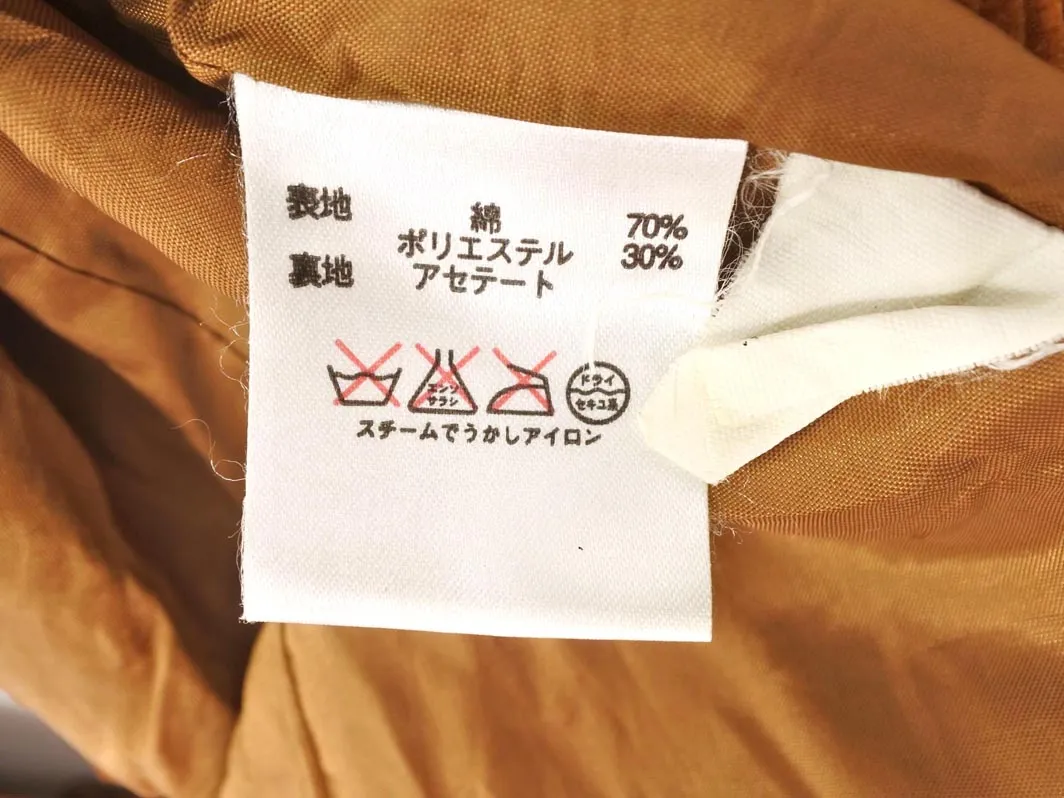 表地 綿 70%
ポリエステル 30%
裏地 アセテート
エンソ
サラシ
ドライ
セキユ系
スチームでうかしアイロン